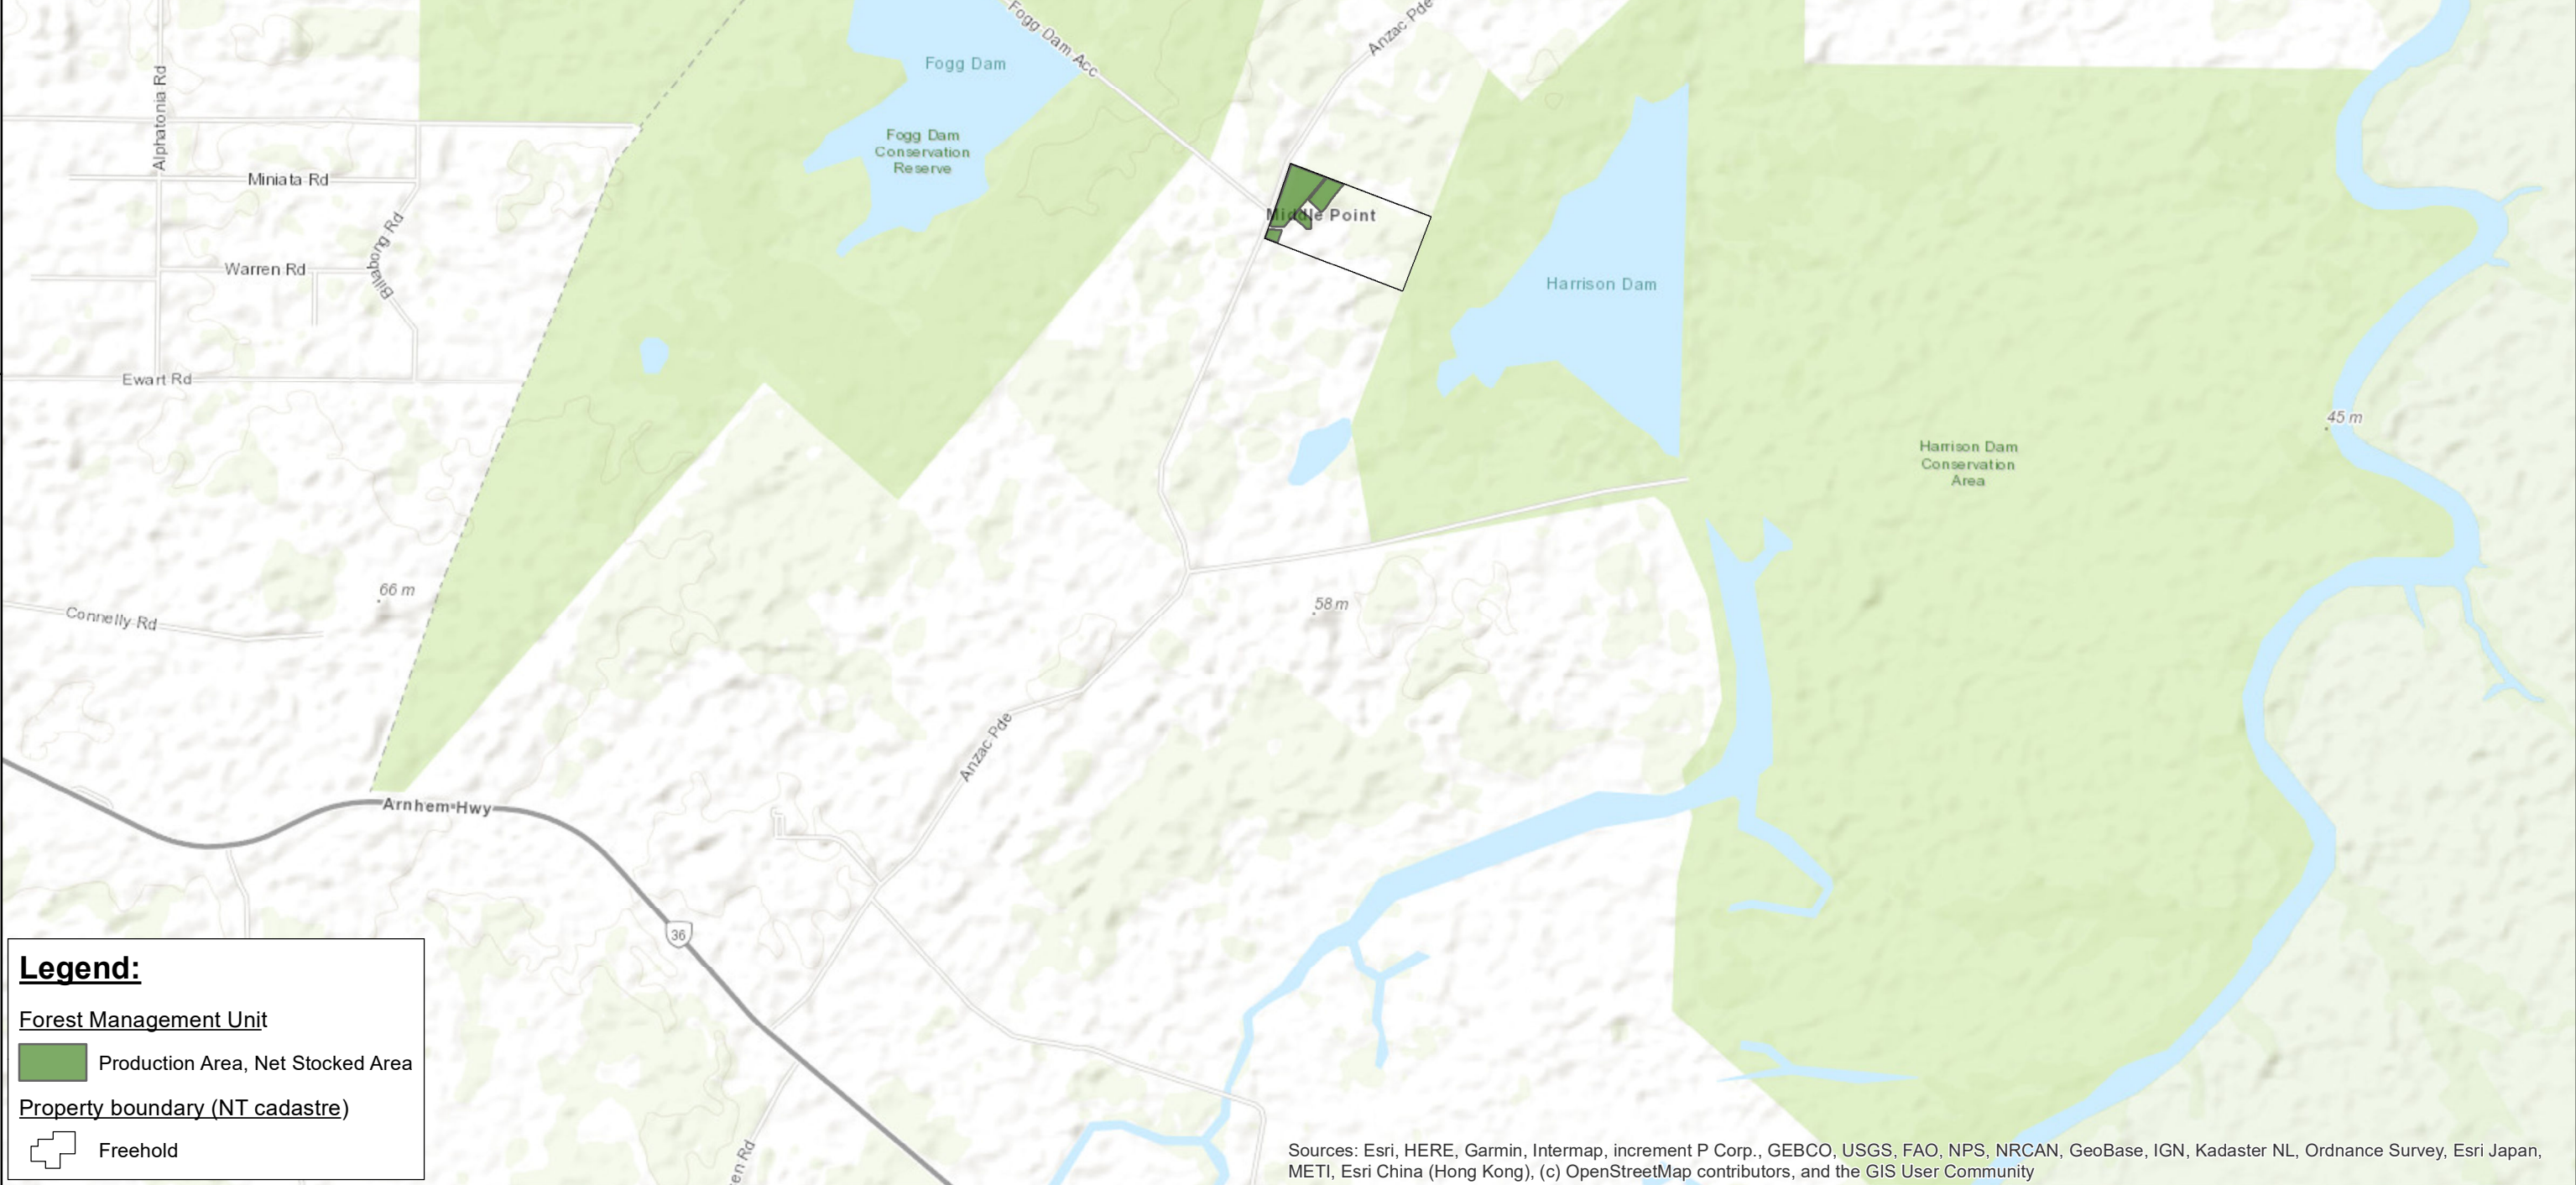 Fogg Dam Acc
Anzac Pde
Alphatonia Rd
Fogg Dam
Fogg Dam
Conservation
Reserve
Miniata Rd
Billabong Rd
Middle Point
Warren Rd
Harrison Dam
Ewart Rd
45 m
Harrison Dam
Conservation
Area
66 m
58 m
Connelly Rd
Anzac Pde
Arnhem Hwy
36
en Rd
Legend:
Forest Management Unit
Production Area, Net Stocked Area
Property boundary (NT cadastre)
Freehold
Sources: Esri, HERE, Garmin, Intermap, increment P Corp., GEBCO, USGS, FAO, NPS, NRCAN, GeoBase, IGN, Kadaster NL, Ordnance Survey, Esri Japan,
METI, Esri China (Hong Kong), (c) OpenStreetMap contributors, and the GIS User Community